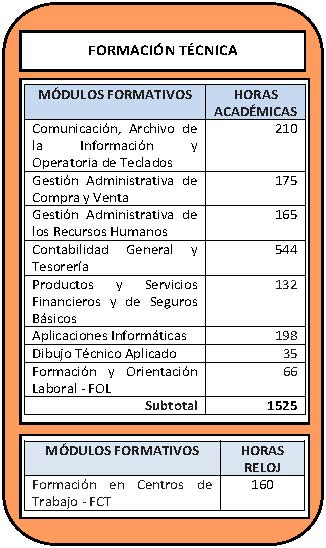 FORMACIÓN TÉCNICA
MÓDULOS FORMATIVOS HORAS
ACADÉMICAS
Comunicación, Archivo de 210
la Información y
Operatoria de Teclados
Gestión Administrativa de 175
Compra y Venta
Gestión Administrativa de 165
los Recursos Humanos
Contabilidad General y 544
Tesorería
Productos y Servicios 132
Financieros y de Seguros
Básicos
Aplicaciones Informáticas 198
Dibujo Técnico Aplicado 35
Formación y Orientación 66
Laboral - FOL
Subtotal 1525
MÓDULOS FORMATIVOS HORAS
RELOJ
Formación en Centros de 160
Trabajo - FCT